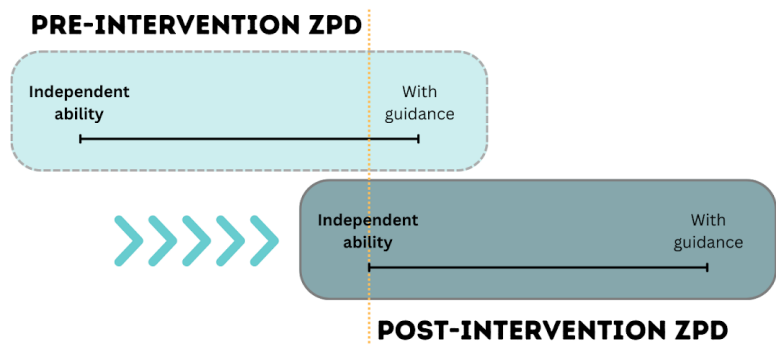 PRE-INTERVENTION ZPD
Independent
ability
With
guidance
Independent
ability
With
guidance
POST-INTERVENTION ZPD